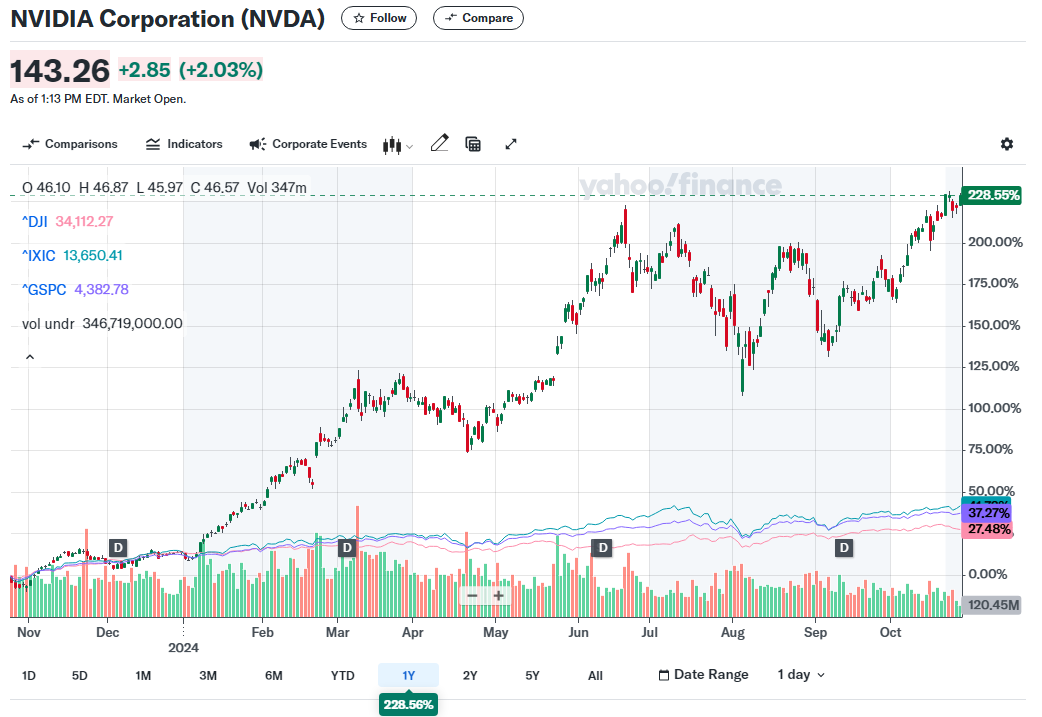 NVIDIA Corporation (NVDA) Follow Compare
143.26 +2.85 (+2.03%)
As of 1:13 PM EDT. Market Open.
Comparisons Indicators Corporate Events
yahoo!finance
O 46.10 H 46.87 L 45.97 C 46.57 Vol 347m
^DJI 34,112.27
^IXIC 13,650.41
^GSPC 4,382.78
vol undr 346,719,000.00
228.55%
200.00%
175.00%
150.00%
125.00%
100.00%
75.00%
50.00%
37.27%
27.48%
0.00%
120.45M
D D D D
Nov Dec Feb Mar Apr May Jun Jul Aug Sep Oct
2024
1D 5D 1M 3M 6M YTD 1Y 2Y 5Y All Date Range 1 day
228.56%